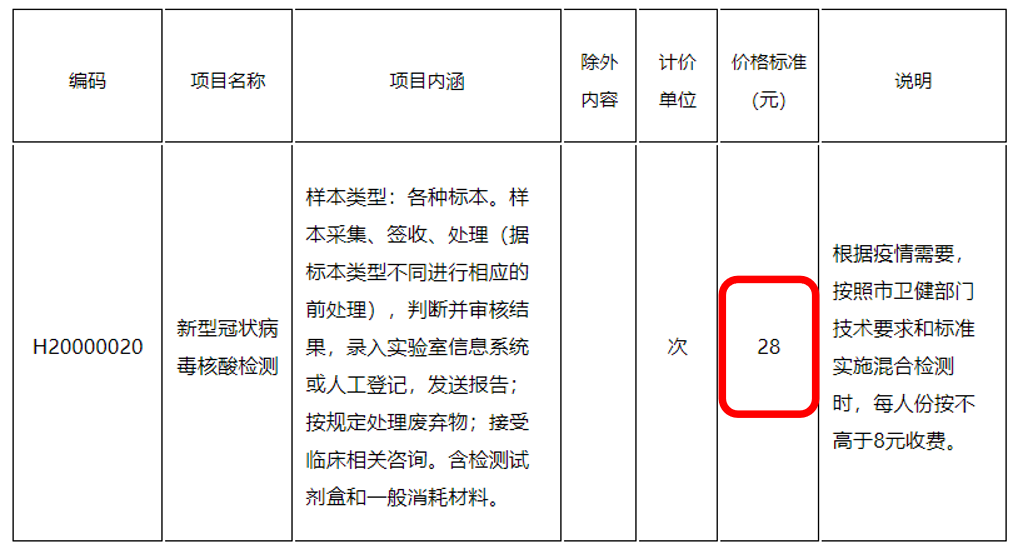 编码
项目名称
项目内涵
除外
内容
计价
单位
价格标准
(元)
说明
H20000020
新型冠状病
毒核酸检测
样本类型：各种标本。样
本采集、签收、处理（据
标本类型不同进行相应的
前处理），判断并审核结
果，录入实验室信息系统
或人工登记，发送报告；
按规定处理废弃物；接受
临床相关咨询。含检测试
剂盒和一般消耗材料。
次
28
根据疫情需要，
按照市卫健部门
技术要求和标准
实施混合检测
时，每人份按不
高于8元收费。